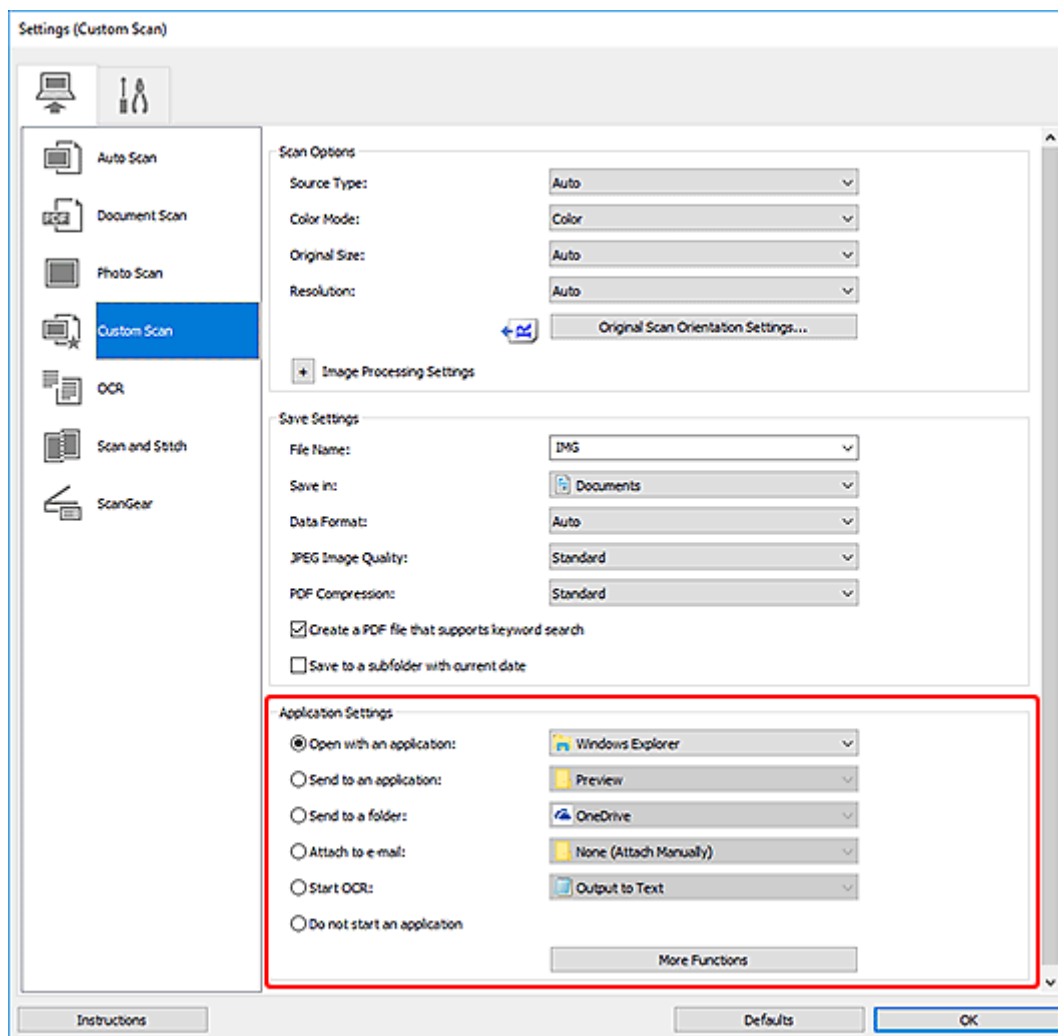 Settings (Custom Scan)
Auto Scan
Document Scan
Photo Scan
Custom Scan
OCR
Scan and Stitch
ScanGear
Scan Options
Source Type: Auto
Color Mode: Color
Original Size: Auto
Resolution: Auto
Original Scan Orientation Settings...
+ Image Processing Settings
Save Settings
File Name: IMG
Save in: Documents
Data Format: Auto
JPEG Image Quality: Standard
PDF Compression: Standard
Create a PDF file that supports keyword search
Save to a subfolder with current date
Application Settings
Open with an application: Windows Explorer
Send to an application: Preview
Send to a folder: OneDrive
Attach to e-mail: None (Attach Manually)
Start OCR: Output to Text
Do not start an application
More Functions
Instructions Defaults OK